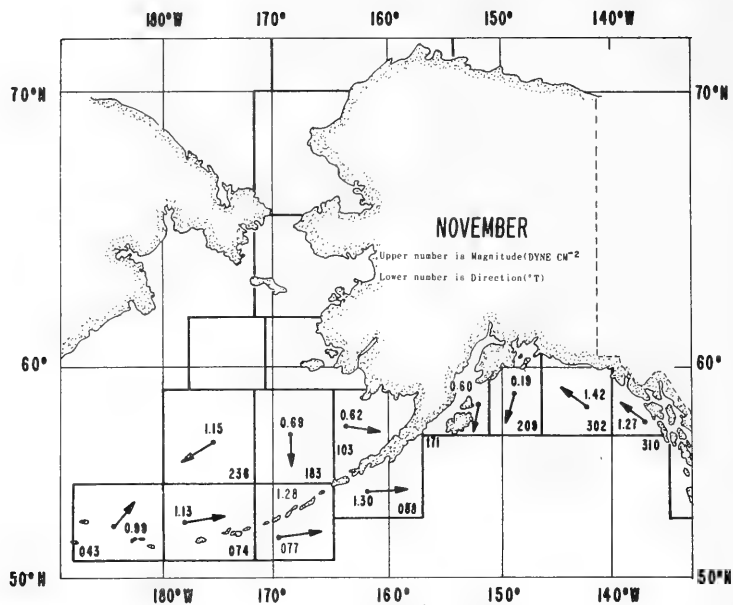 180°W 170° 160° 150°W 140°W
70°N 70°N
NOVEMBER
Upper number is Magnitude(DYNE CM⁻²
Lower number is Direction(°T)
60° 60°
0.60 0.19 1.42 1.27
171 209 302 310
1.15 0.69 0.62
236 183 103
0.99 1.13 1.28 1.30 088
043 074 077
50°N 50°N
180°W 170° 160° 150°W 140°W